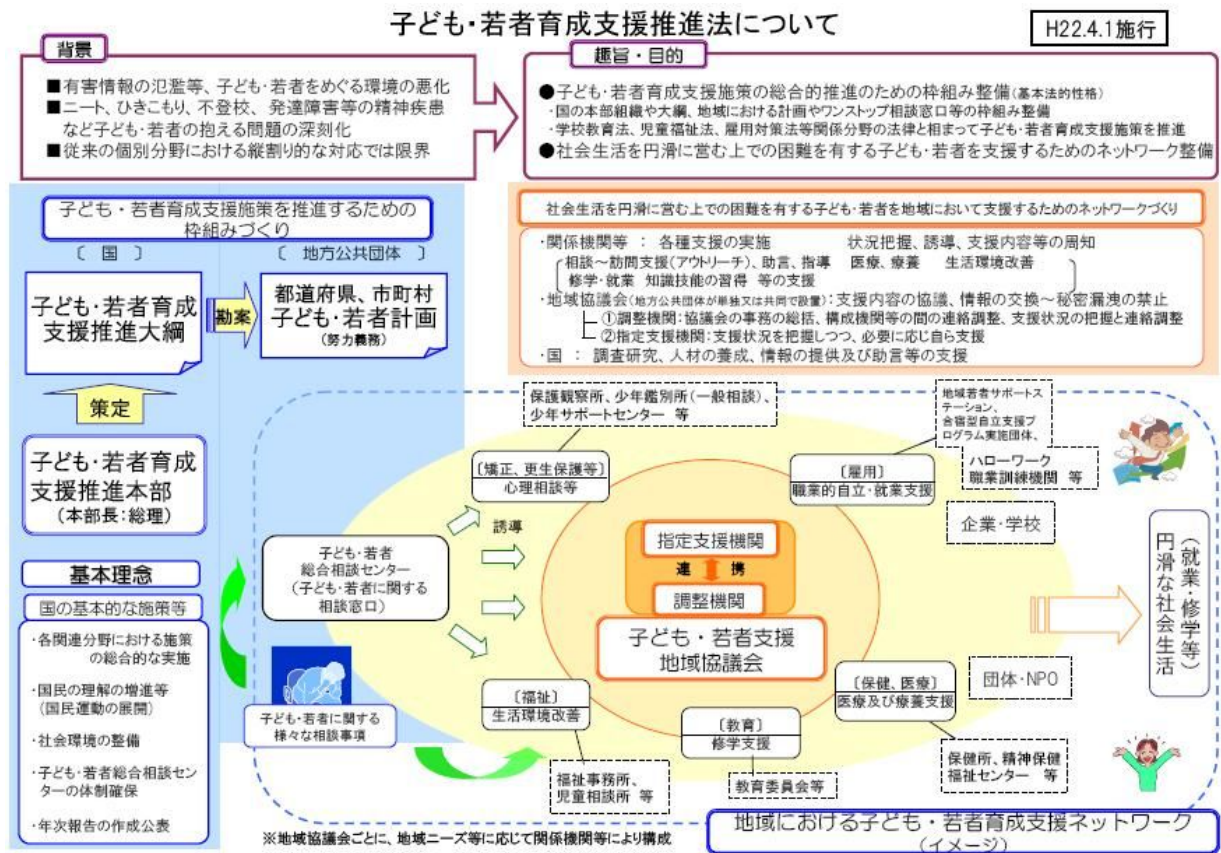 子ども・若者育成支援推進法について
H22.4.1施行
背景
■有害情報の氾濫等、子ども・若者をめぐる環境の悪化
■ニート、ひきこもり、不登校、発達障害等の精神疾患
など子ども・若者の抱える問題の深刻化
■従来の個別分野における縦割り的な対応では限界
趣旨・目的
●子ども・若者育成支援施策の総合的推進のための枠組み整備(基本法的性格)
・国の本部組織や大綱、地域における計画やワンストップ相談窓口等の枠組み整備
・学校教育法、児童福祉法、雇用対策法等関係分野の法律と相まって子ども・若者育成支援施策を推進
●社会生活を円滑に営む上での困難を有する子ども・若者を支援するためのネットワーク整備
子ども・若者育成支援施策を推進するための
枠組みづくり
〔 国 〕
〔 地方公共団体 〕
子ども・若者育成
支援推進大綱
勘案
都道府県、市町村
子ども・若者計画
(努力義務)
策定
子ども・若者育成
支援推進本部
(本部長:総理)
基本理念
国の基本的な施策等
・各関連分野における施策
の総合的な実施
・国民の理解の増進等
(国民運動の展開)
・社会環境の整備
・子ども・若者総合相談セン
ターの体制確保
・年次報告の作成公表
社会生活を円滑に営む上での困難を有する子ども・若者を地域において支援するためのネットワークづくり
・関係機関等 : 各種支援の実施 状況把握、誘導、支援内容等の周知
相談~訪問支援(アウトリーチ)、助言、指導 医療、療養 生活環境改善
修学・就業 知識技能の習得 等の支援
・地域協議会(地方公共団体が単独又は共同で設置):支援内容の協議、情報の交換~秘密漏洩の禁止
①調整機関:協議会の事務の総括、構成機関等の間の連絡調整、支援状況の把握と連絡調整
②指定支援機関:支援状況を把握しつつ、必要に応じ自ら支援
・国 : 調査研究、人材の養成、情報の提供及び助言等の支援
保護観察所、少年鑑別所(一般相談)、
少年サポートセンター 等
〔矯正、更生保護等〕
心理相談等
地域若者サポートス
テーション、
合宿型自立支援プ
ログラム実施団体、
ハローワーク
職業訓練機関 等
〔雇用〕
職業的自立・就業支援
企業・学校
誘導
子ども・若者
総合相談センター
(子ども・若者に関する
相談窓口)
指定支援機関
連 携
調整機関
子ども・若者支援
地域協議会
円滑な社会生活
(就業・修学等)
子ども・若者に関する
様々な相談事項
〔福祉〕
生活環境改善
福祉事務所、
児童相談所 等
〔教育〕
修学支援
教育委員会等
〔保健、医療〕
医療及び療養支援
団体・NPO
保健所、精神保健
福祉センター 等
※地域協議会ごとに、地域ニーズ等に応じて関係機関等により構成
地域における子ども・若者育成支援ネットワーク
(イメージ)